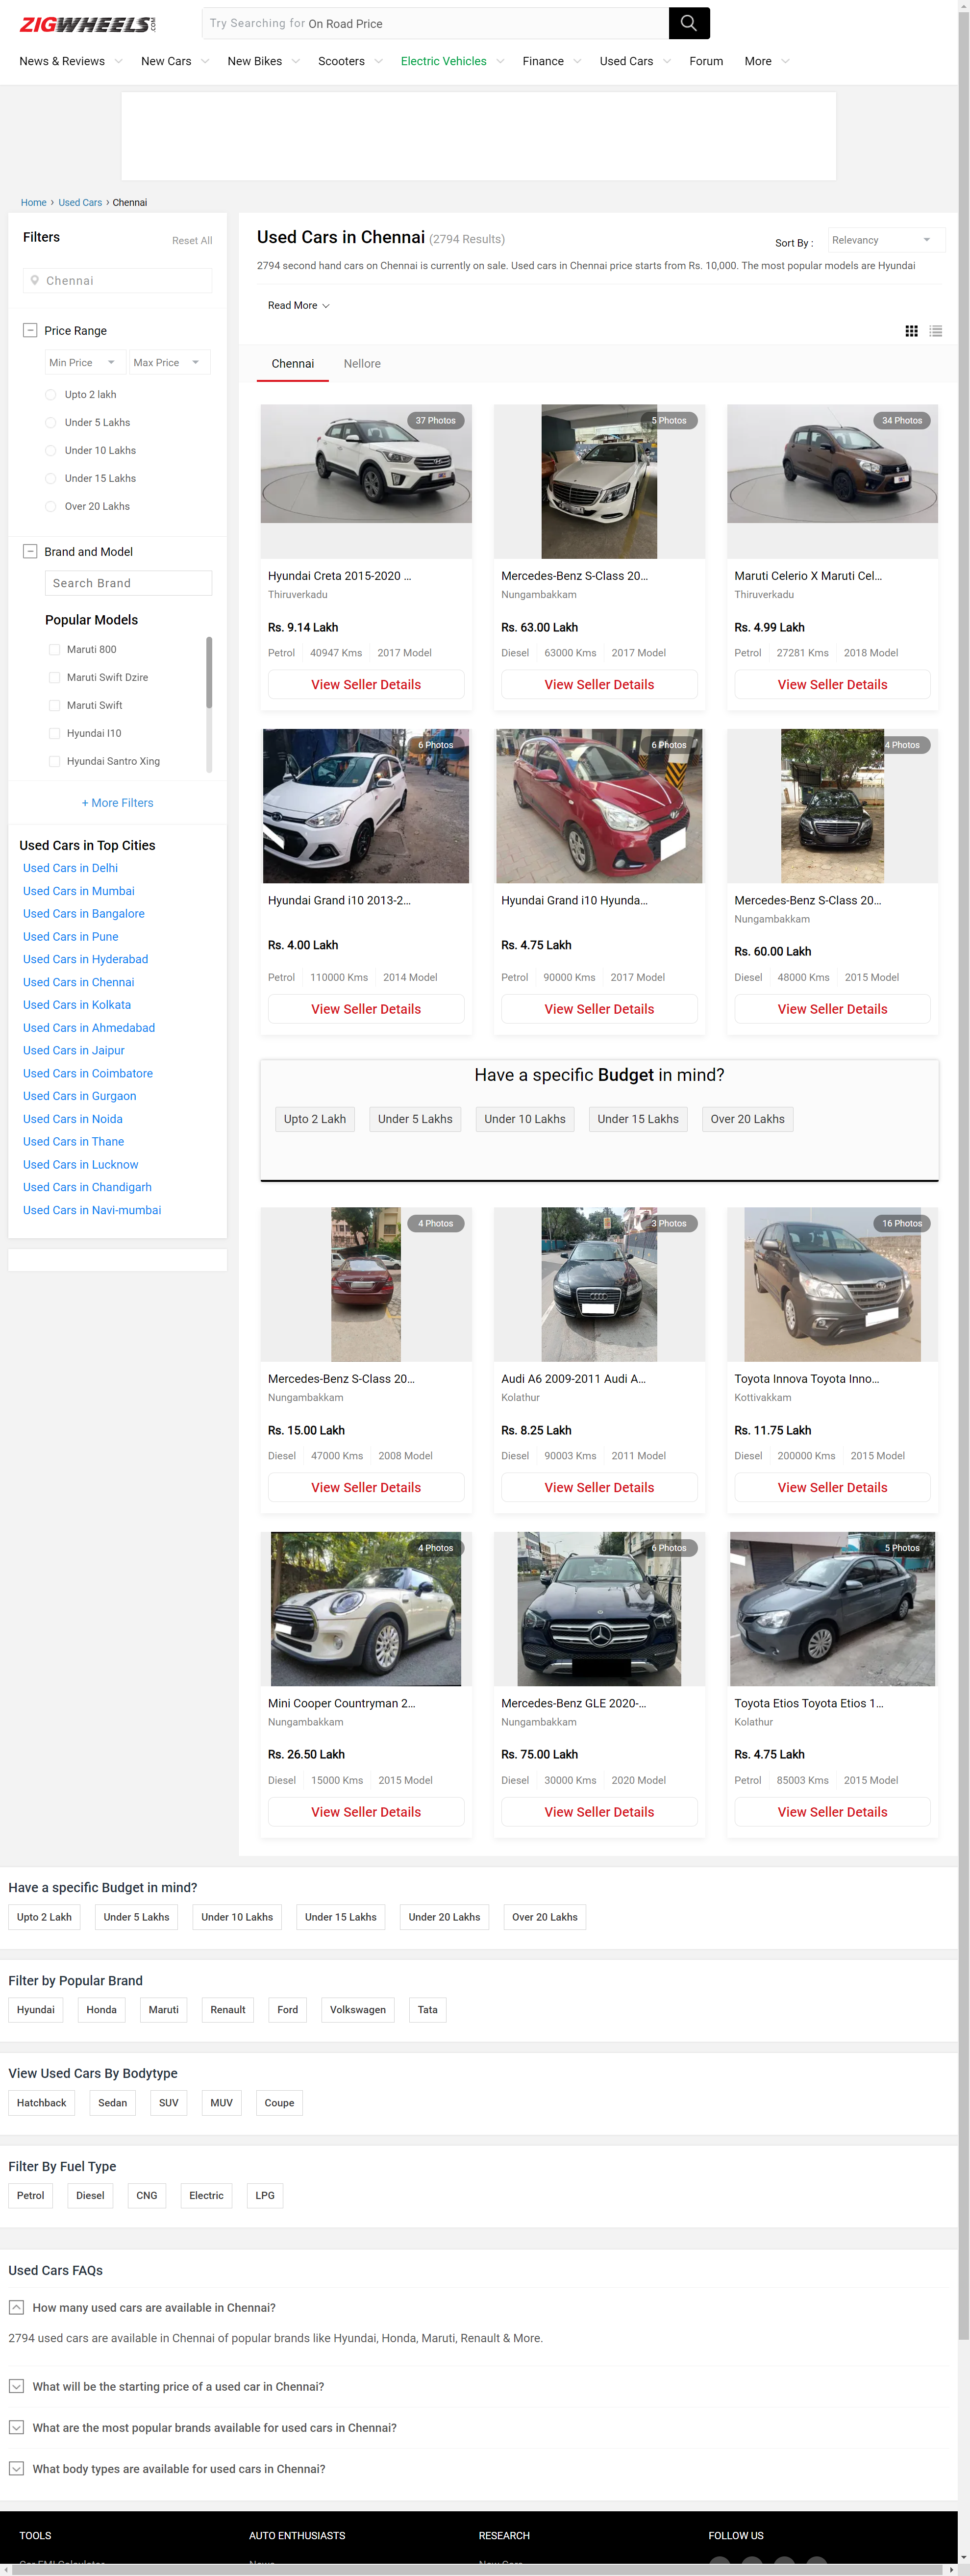 ZIGWHEELS.COM
Try Searching for On Road Price
News & Reviews New Cars New Bikes Scooters Electric Vehicles Finance Used Cars Forum More
Home › Used Cars › Chennai
Filters
Reset All
Chennai
Price Range
Min Price Max Price
Upto 2 lakh
Under 5 Lakhs
Under 10 Lakhs
Under 15 Lakhs
Over 20 Lakhs
Brand and Model
Search Brand
Popular Models
Maruti 800
Maruti Swift Dzire
Maruti Swift
Hyundai I10
Hyundai Santro Xing
+ More Filters
Used Cars in Top Cities
Used Cars in Delhi
Used Cars in Mumbai
Used Cars in Bangalore
Used Cars in Pune
Used Cars in Hyderabad
Used Cars in Chennai
Used Cars in Kolkata
Used Cars in Ahmedabad
Used Cars in Jaipur
Used Cars in Coimbatore
Used Cars in Gurgaon
Used Cars in Noida
Used Cars in Thane
Used Cars in Lucknow
Used Cars in Chandigarh
Used Cars in Navi-mumbai
Used Cars in Chennai (2794 Results)
Sort By : Relevancy
2794 second hand cars on Chennai is currently on sale. Used cars in Chennai price starts from Rs. 10,000. The most popular models are Hyundai
Read More
Chennai Nellore
37 Photos
Hyundai Creta 2015-2020 ...
Thiruverkadu
Rs. 9.14 Lakh
Petrol 40947 Kms 2017 Model
View Seller Details
5 Photos
Mercedes-Benz S-Class 20...
Nungambakkam
Rs. 63.00 Lakh
Diesel 63000 Kms 2017 Model
View Seller Details
34 Photos
Maruti Celerio X Maruti Cel...
Thiruverkadu
Rs. 4.99 Lakh
Petrol 27281 Kms 2018 Model
View Seller Details
6 Photos
Hyundai Grand i10 2013-2...
Rs. 4.00 Lakh
Petrol 110000 Kms 2014 Model
View Seller Details
6 Photos
Hyundai Grand i10 Hyunda...
Rs. 4.75 Lakh
Petrol 90000 Kms 2017 Model
View Seller Details
4 Photos
Mercedes-Benz S-Class 20...
Nungambakkam
Rs. 60.00 Lakh
Diesel 48000 Kms 2015 Model
View Seller Details
Have a specific Budget in mind?
Upto 2 Lakh Under 5 Lakhs Under 10 Lakhs Under 15 Lakhs Over 20 Lakhs
4 Photos
Mercedes-Benz S-Class 20...
Nungambakkam
Rs. 15.00 Lakh
Diesel 47000 Kms 2008 Model
View Seller Details
3 Photos
Audi A6 2009-2011 Audi A...
Kolathur
Rs. 8.25 Lakh
Diesel 90003 Kms 2011 Model
View Seller Details
16 Photos
Toyota Innova Toyota Inno...
Kottivakkam
Rs. 11.75 Lakh
Diesel 200000 Kms 2015 Model
View Seller Details
4 Photos
Mini Cooper Countryman 2...
Nungambakkam
Rs. 26.50 Lakh
Diesel 15000 Kms 2015 Model
View Seller Details
6 Photos
Mercedes-Benz GLE 2020-...
Nungambakkam
Rs. 75.00 Lakh
Diesel 30000 Kms 2020 Model
View Seller Details
5 Photos
Toyota Etios Toyota Etios 1...
Kolathur
Rs. 4.75 Lakh
Petrol 85003 Kms 2015 Model
View Seller Details
Have a specific Budget in mind?
Upto 2 Lakh Under 5 Lakhs Under 10 Lakhs Under 15 Lakhs Under 20 Lakhs Over 20 Lakhs
Filter by Popular Brand
Hyundai Honda Maruti Renault Ford Volkswagen Tata
View Used Cars By Bodytype
Hatchback Sedan SUV MUV Coupe
Filter By Fuel Type
Petrol Diesel CNG Electric LPG
Used Cars FAQs
How many used cars are available in Chennai?
2794 used cars are available in Chennai of popular brands like Hyundai, Honda, Maruti, Renault & More.
What will be the starting price of a used car in Chennai?
What are the most popular brands available for used cars in Chennai?
What body types are available for used cars in Chennai?
TOOLS AUTO ENTHUSIASTS RESEARCH FOLLOW US